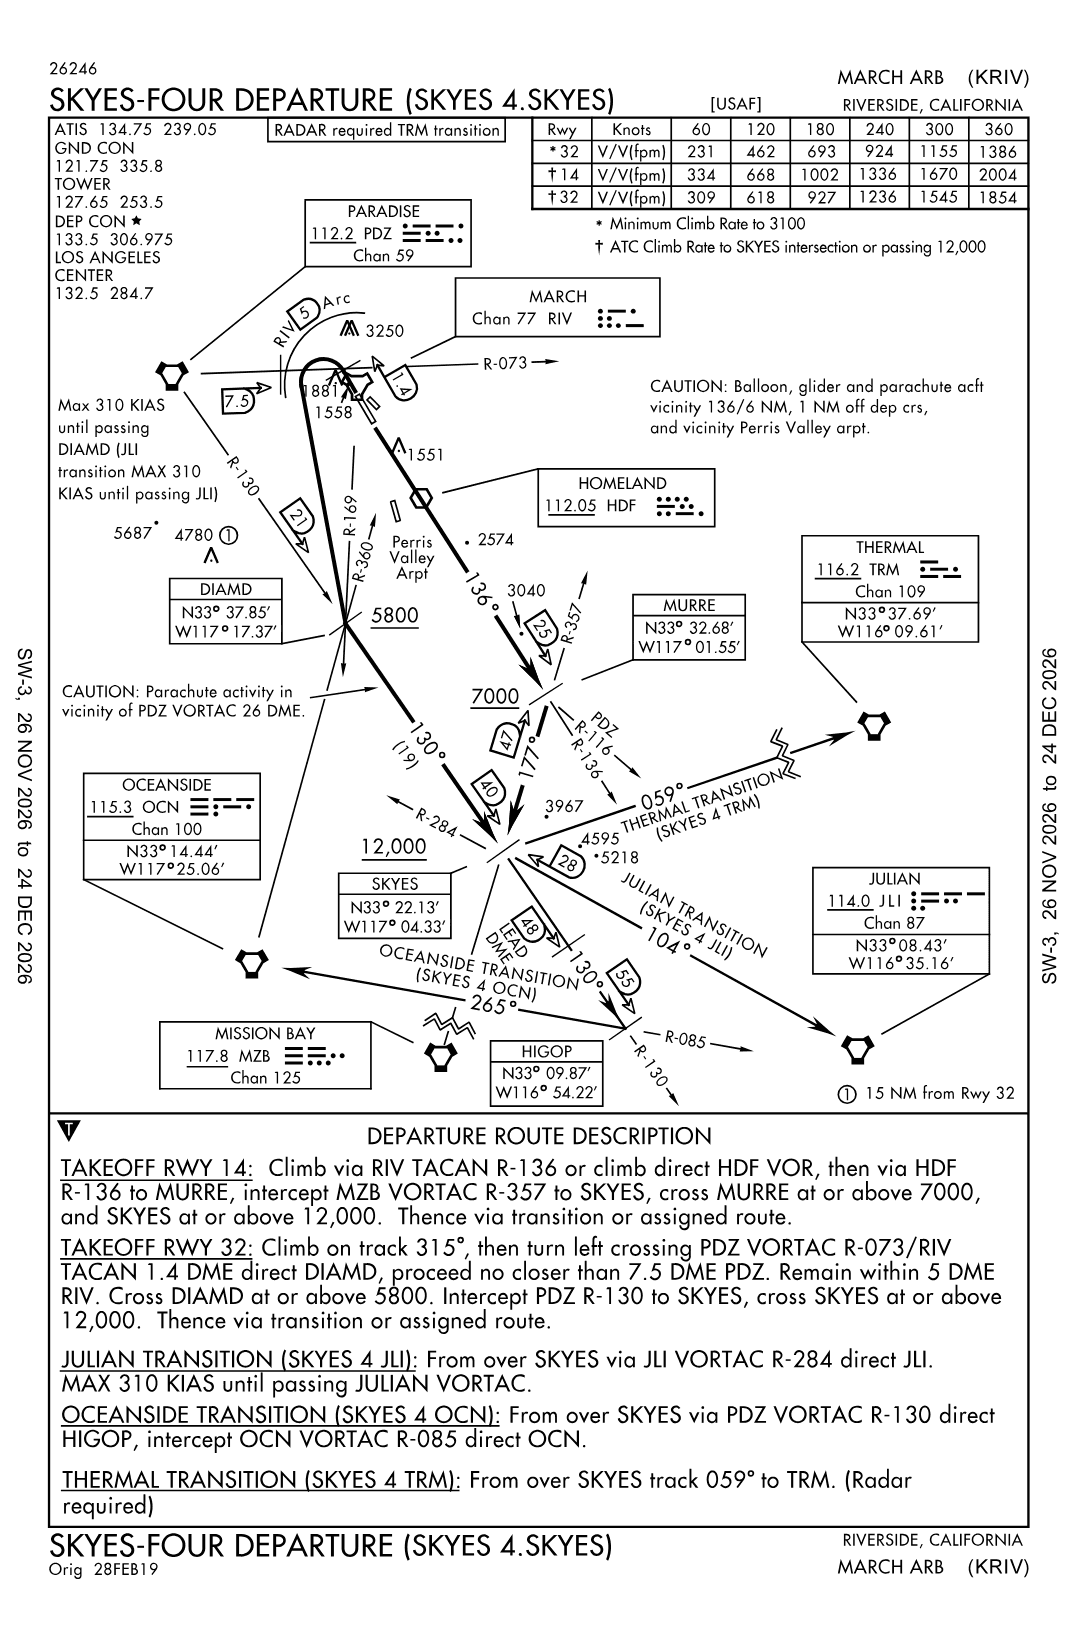 26246
SKYES-FOUR DEPARTURE (SKYES 4.SKYES)
[USAF]
MARCH ARB (KRIV)
RIVERSIDE, CALIFORNIA
ATIS 134.75 239.05
GND CON
121.75 335.8
TOWER
127.65 253.5
DEP CON ★
133.5 306.975
LOS ANGELES
CENTER
132.5 284.7
RADAR required TRM transition
Rwy Knots 60 120 180 240 300 360
* 32 V/V(fpm) 231 462 693 924 1155 1386
† 14 V/V(fpm) 334 668 1002 1336 1670 2004
† 32 V/V(fpm) 309 618 927 1236 1545 1854
* Minimum Climb Rate to 3100
† ATC Climb Rate to SKYES intersection or passing 12,000
PARADISE
112.2 PDZ
Chan 59
MARCH
Chan 77 RIV
RIV 5 Arc
3250
R-073
7.5
1.4
1881
1558
1551
CAUTION: Balloon, glider and parachute acft
vicinity 136/6 NM, 1 NM off dep crs,
and vicinity Perris Valley arpt.
Max 310 KIAS
until passing
DIAMD (JLI
transition MAX 310
KIAS until passing JLI)
R-130
21
R-169
R-360
5687
4780 ①
Perris
Valley
Arpt
HOMELAND
112.05 HDF
2574
136°
3040
25
R-357
THERMAL
116.2 TRM
Chan 109
N33° 37.69’
W116° 09.61’
DIAMD
N33° 37.85’
W117° 17.37’
5800
MURRE
N33° 32.68’
W117° 01.55’
7000
CAUTION: Parachute activity in
vicinity of PDZ VORTAC 26 DME.
130°
(19)
47
177°
PDZ
R-116
R-136
40
R-284
3967
059°
THERMAL TRANSITION
(SKYES 4 TRM)
4595
5218
28
OCEANSIDE
115.3 OCN
Chan 100
N33° 14.44’
W117° 25.06’
12,000
SKYES
N33° 22.13’
W117° 04.33’
JULIAN TRANSITION
(SKYES 4 JLI)
104°
JULIAN
114.0 JLI
Chan 87
N33° 08.43’
W116° 35.16’
LEAD
DME
48
130°
55
OCEANSIDE TRANSITION
(SKYES 4 OCN)
265°
MISSION BAY
117.8 MZB
Chan 125
HIGOP
N33° 09.87’
W116° 54.22’
R-085
R-130
① 15 NM from Rwy 32
SW-3, 26 NOV 2026 to 24 DEC 2026
SW-3, 26 NOV 2026 to 24 DEC 2026
T
DEPARTURE ROUTE DESCRIPTION
TAKEOFF RWY 14: Climb via RIV TACAN R-136 or climb direct HDF VOR, then via HDF
R-136 to MURRE, intercept MZB VORTAC R-357 to SKYES, cross MURRE at or above 7000,
and SKYES at or above 12,000. Thence via transition or assigned route.
TAKEOFF RWY 32: Climb on track 315°, then turn left crossing PDZ VORTAC R-073/RIV
TACAN 1.4 DME direct DIAMD, proceed no closer than 7.5 DME PDZ. Remain within 5 DME
RIV. Cross DIAMD at or above 5800. Intercept PDZ R-130 to SKYES, cross SKYES at or above
12,000. Thence via transition or assigned route.
JULIAN TRANSITION (SKYES 4 JLI): From over SKYES via JLI VORTAC R-284 direct JLI.
MAX 310 KIAS until passing JULIAN VORTAC.
OCEANSIDE TRANSITION (SKYES 4 OCN): From over SKYES via PDZ VORTAC R-130 direct
HIGOP, intercept OCN VORTAC R-085 direct OCN.
THERMAL TRANSITION (SKYES 4 TRM): From over SKYES track 059° to TRM. (Radar
required)
SKYES-FOUR DEPARTURE (SKYES 4.SKYES)
Orig 28FEB19
RIVERSIDE, CALIFORNIA
MARCH ARB (KRIV)